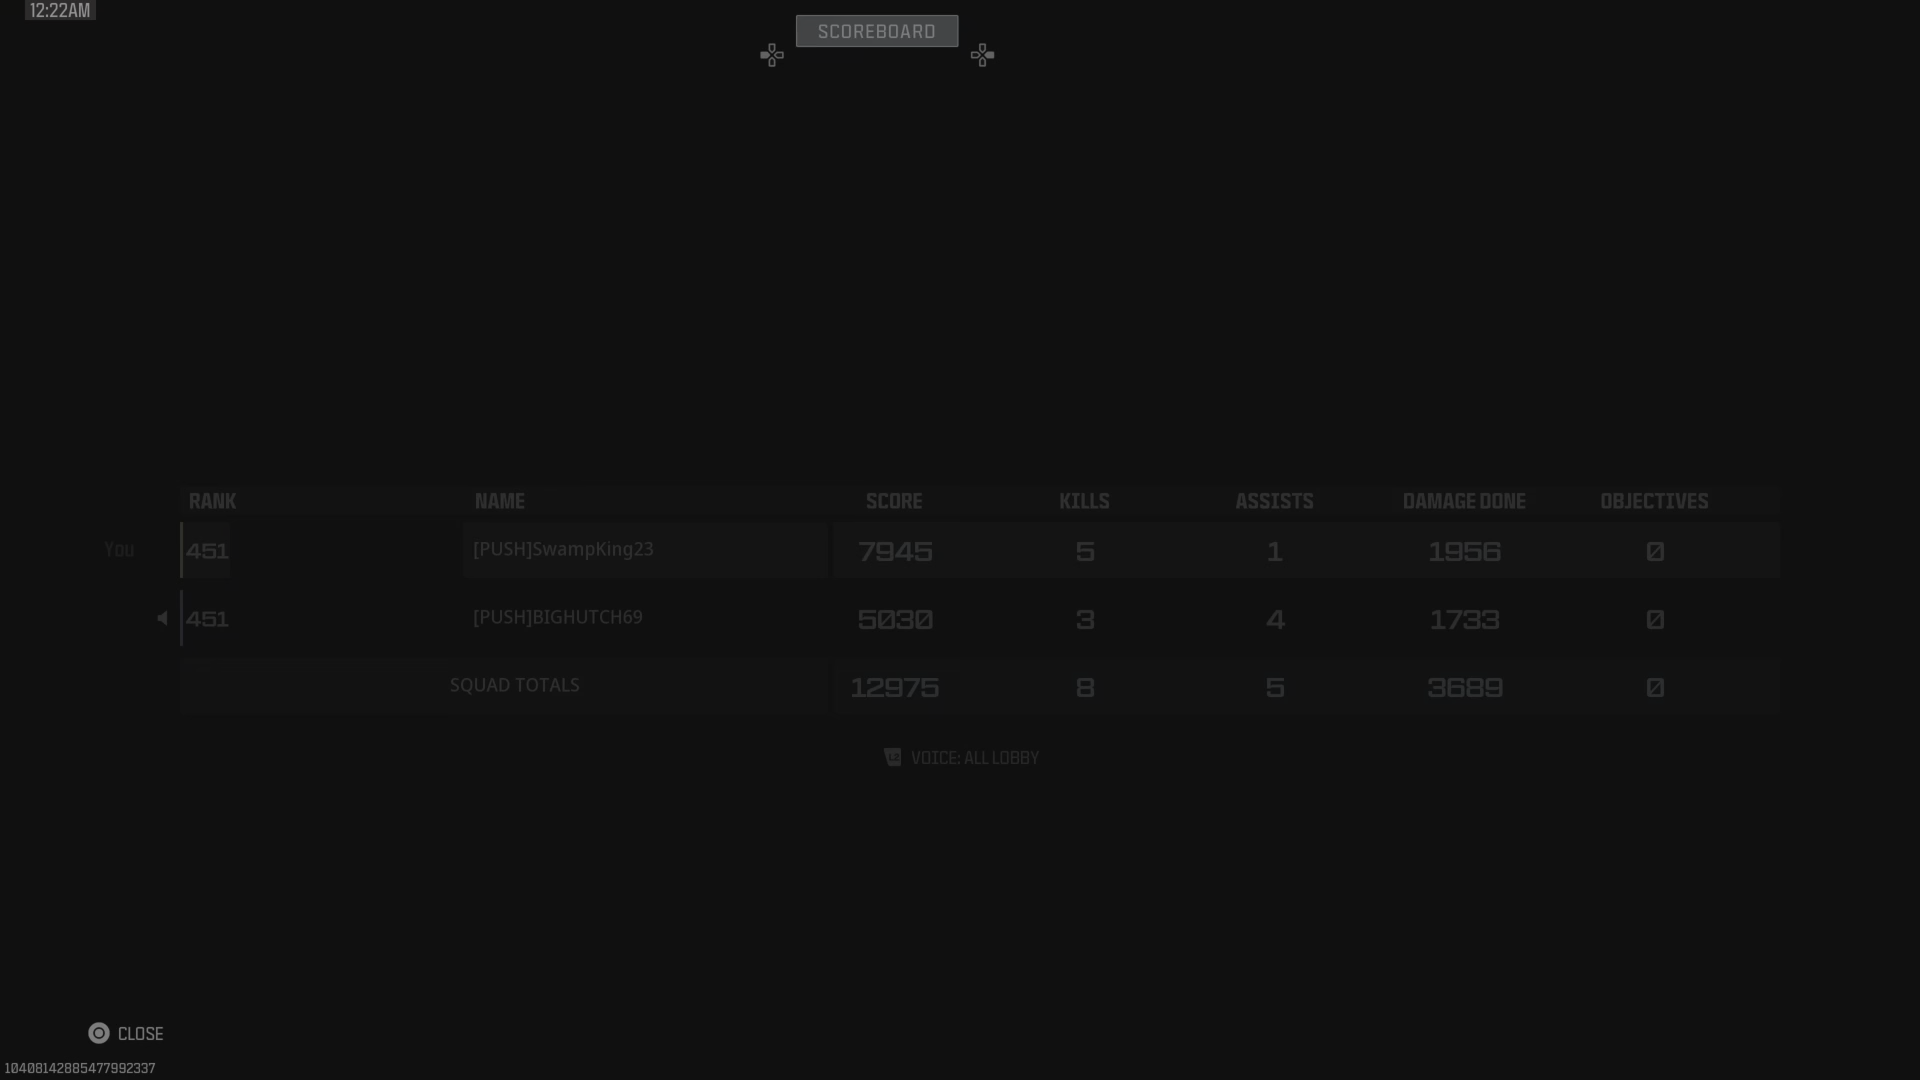 12:22AM
SCOREBOARD
RANK NAME SCORE KILLS ASSISTS DAMAGE DONE OBJECTIVES
You 451 [PUSH]SwampKing23 7945 5 1 1956 0
451 [PUSH]BIGHUTCH69 5030 3 4 1733 0
SQUAD TOTALS 12975 8 5 3689 0
VOICE: ALL LOBBY
CLOSE
10408142885477992337